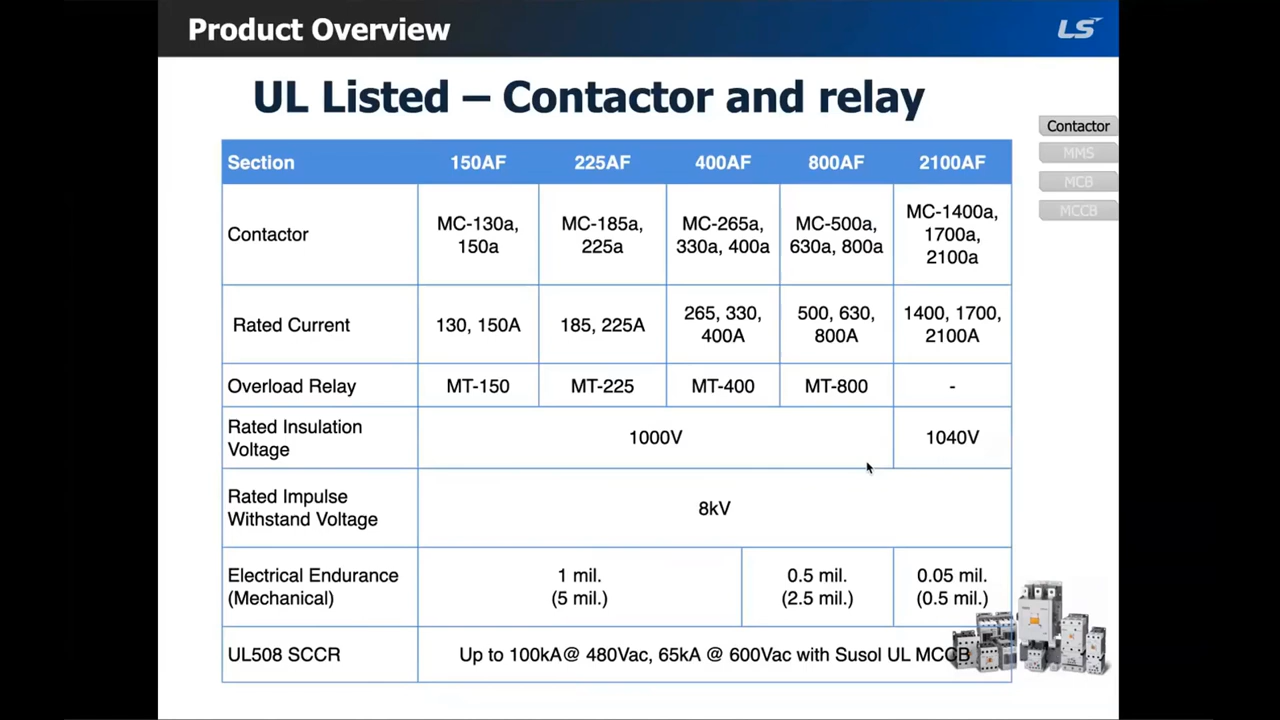 Product Overview
LS
UL Listed – Contactor and relay
Contactor
MMS
MCB
MCCB
Section 150AF 225AF 400AF 800AF 2100AF
Contactor MC-130a, 150a MC-185a, 225a MC-265a, 330a, 400a MC-500a, 630a, 800a MC-1400a, 1700a, 2100a
Rated Current 130, 150A 185, 225A 265, 330, 400A 500, 630, 800A 1400, 1700, 2100A
Overload Relay MT-150 MT-225 MT-400 MT-800 -
Rated Insulation Voltage 1000V 1040V
Rated Impulse Withstand Voltage 8kV
Electrical Endurance (Mechanical) 1 mil. (5 mil.) 0.5 mil. (2.5 mil.) 0.05 mil. (0.5 mil.)
UL508 SCCR Up to 100kA@ 480Vac, 65kA @ 600Vac with Susol UL MCCB